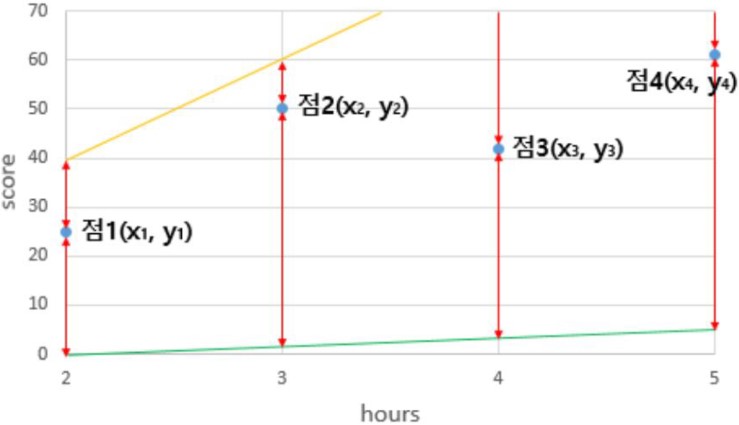 70
60
점4(x₄, y₄)
50
점2(x₂, y₂)
40
점3(x₃, y₃)
score
30
점1(x₁, y₁)
20
10
0
2 3 4 5
hours